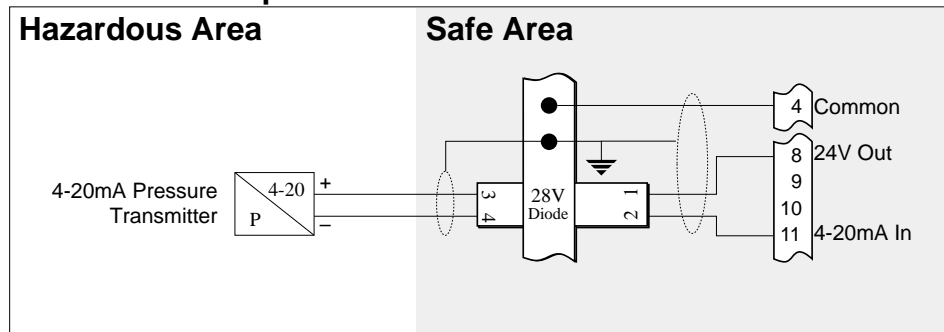 Hazardous Area
Safe Area
4 Common
8 24V Out
9
10
11 4-20mA In
4-20mA Pressure
Transmitter
4-20
P
+
–
3
4
28V
Diode
1
2